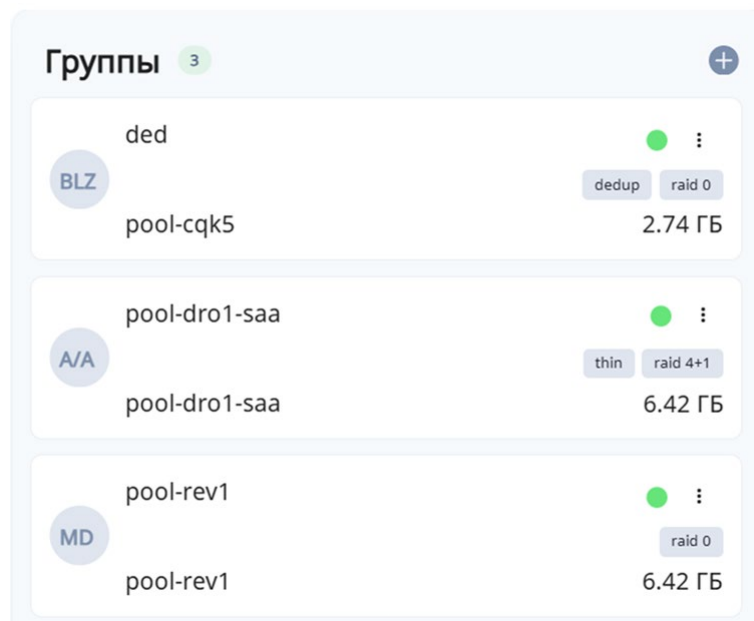 Группы 3
ded
BLZ
dedup raid 0
pool-cqk5 2.74 ГБ
pool-dro1-saa
A/A
thin raid 4+1
pool-dro1-saa 6.42 ГБ
pool-rev1
MD
raid 0
pool-rev1 6.42 ГБ